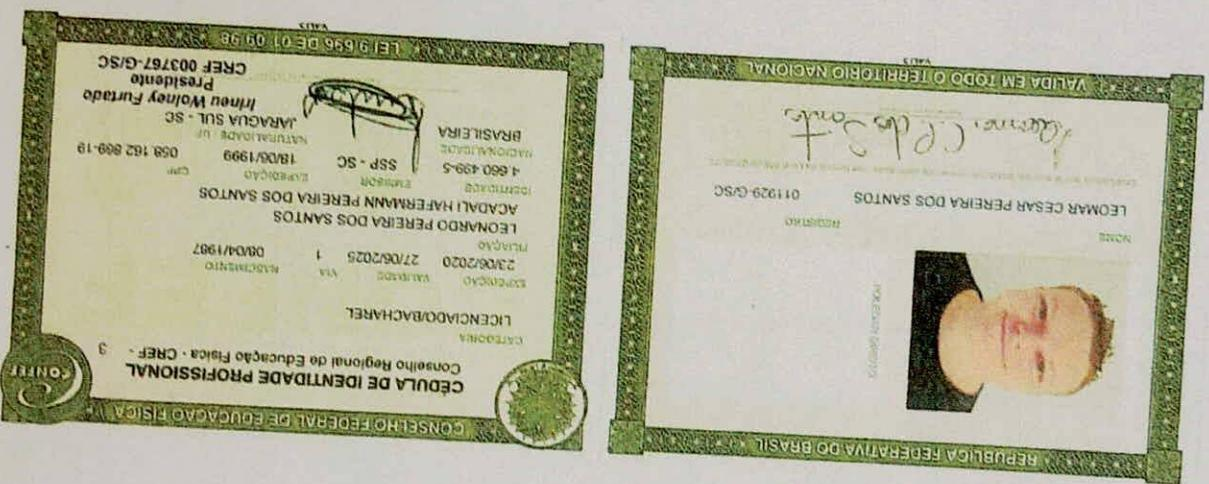 REPÚBLICA FEDERATIVA DO BRASIL
POLEGAR DIREITO
NOME
REGISTRO
LEOMAR CESAR PEREIRA DOS SANTOS
011929-G/SC
VÁLIDA EM TODO O TERRITÓRIO NACIONAL
CONSELHO FEDERAL DE EDUCAÇÃO FÍSICA
CONFEF
CÉDULA DE IDENTIDADE PROFISSIONAL
Conselho Regional de Educação Física - CREF - 3
CATEGORIA
LICENCIADO/BACHAREL
EXPEDIÇÃO VALIDADE VIA NASCIMENTO
23/06/2020 27/06/2025 1 08/04/1987
FILIAÇÃO
LEONARDO PEREIRA DOS SANTOS
ACADALI HAFERMANN PEREIRA DOS SANTOS
IDENTIDADE EMISSOR EXPEDIÇÃO CPF
4.660.499-5 SSP - SC 18/06/1999 058.162.869-19
NACIONALIDADE NATURALIDADE - UF
BRASILEIRA JARAGUA SUL - SC
Irineu Wolney Furtado
Presidente
CREF 003767-G/SC
LEI 9.696 DE 01.09.98